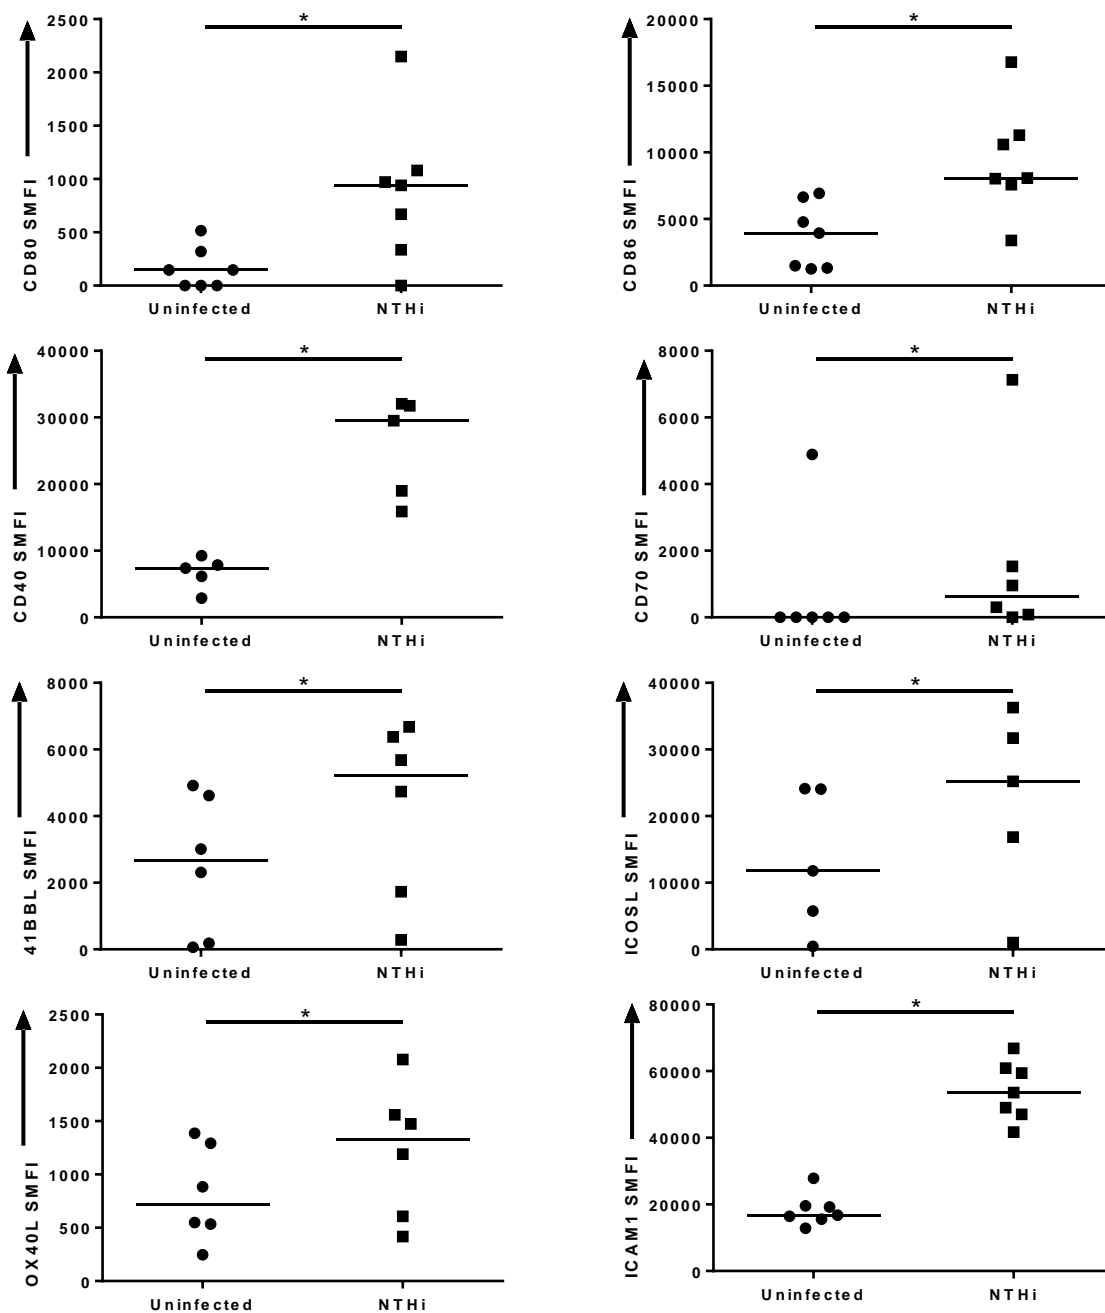 *
2500
2000
1500
1000
500
0
CD80 SMFI
Uninfected
NTHi
*
20000
15000
10000
5000
0
CD86 SMFI
Uninfected
NTHi
*
40000
30000
20000
10000
0
CD40 SMFI
Uninfected
NTHi
*
8000
6000
4000
2000
0
CD70 SMFI
Uninfected
NTHi
*
8000
6000
4000
2000
0
41BBL SMFI
Uninfected
NTHi
*
40000
30000
20000
10000
0
ICOSL SMFI
Uninfected
NTHi
*
2500
2000
1500
1000
500
0
OX40L SMFI
Uninfected
NTHi
*
80000
60000
40000
20000
0
ICAM1 SMFI
Uninfected
NTHi